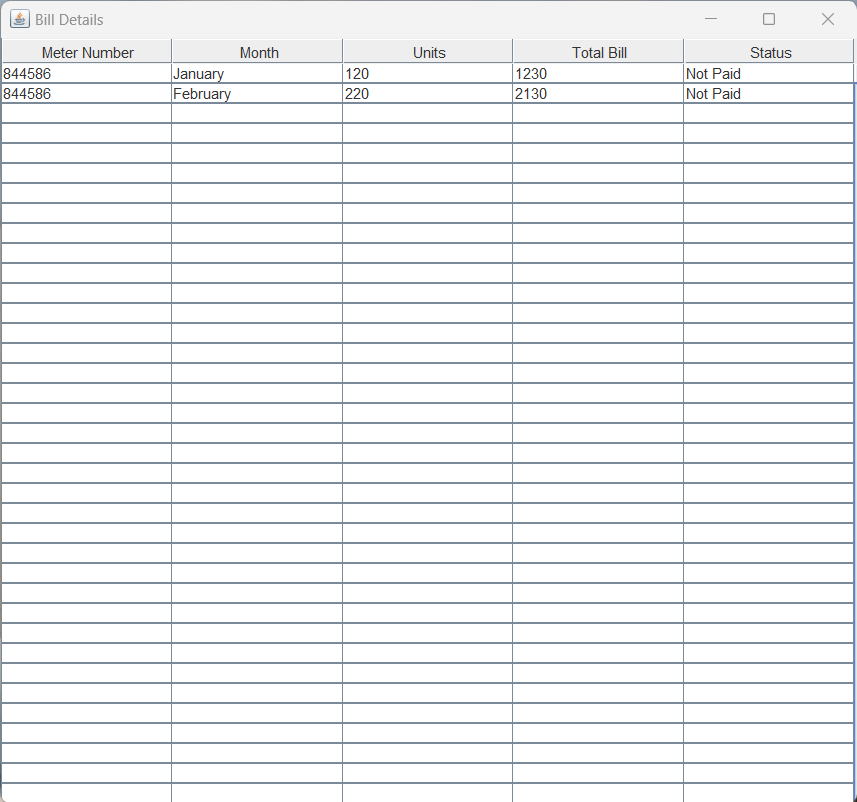 Bill Details
Meter Number Month Units Total Bill Status
844586 January 120 1230 Not Paid
844586 February 220 2130 Not Paid